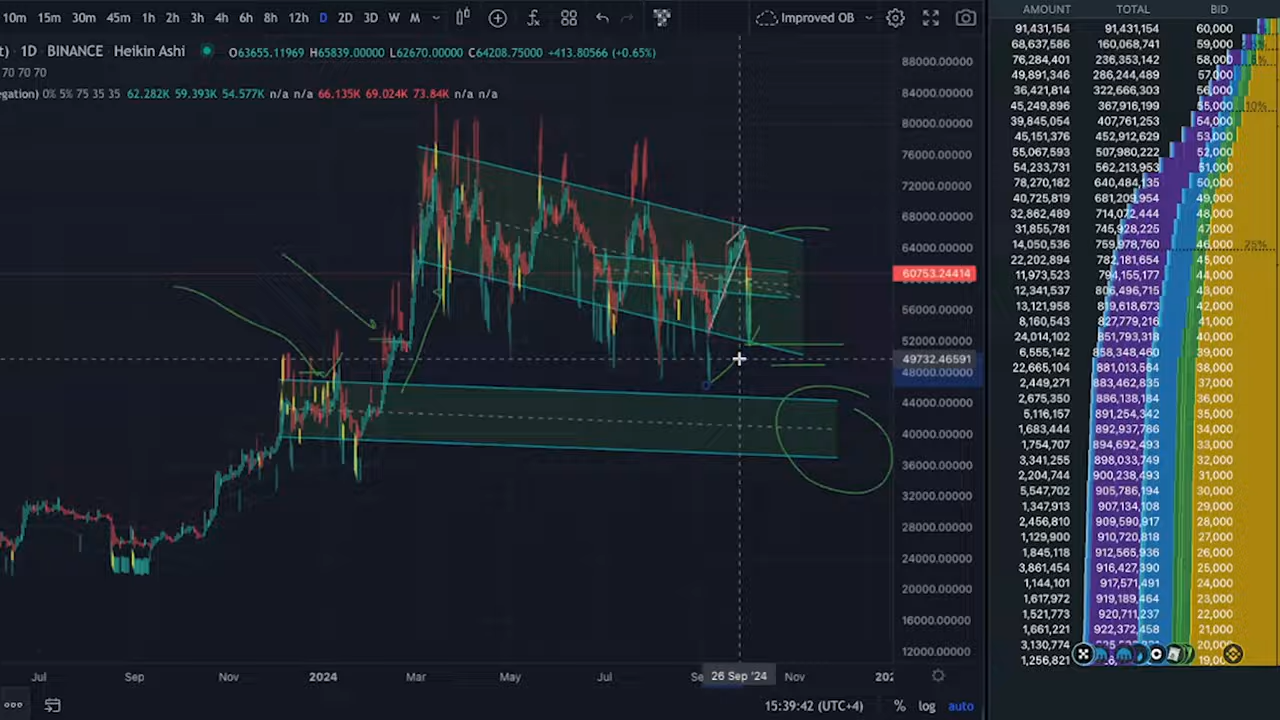 10m 15m 30m 45m 1h 2h 3h 4h 6h 8h 12h D 2D 3D W M Improved OB
t) 1D BINANCE Heikin Ashi O63655.11969 H65839.00000 L62670.00000 C64208.75000 +413.80566 (+0.65%)
70 70 70
egation) 0% 5% 75 35 35 62.282K 59.393K 54.577K n/a n/a 66.135K 69.024K 73.84K n/a n/a
88000.00000
84000.00000
80000.00000
76000.00000
72000.00000
68000.00000
64000.00000
60753.24414
56000.00000
52000.00000
49732.46591
48000.00000
44000.00000
40000.00000
36000.00000
32000.00000
28000.00000
24000.00000
20000.00000
16000.00000
12000.00000
Jul Sep Nov 2024 Mar May Jul Se 26 Sep '24 Nov 202
15:39:42 (UTC+4) % log auto
AMOUNT TOTAL BID
91,431,154 91,431,154 60,000
68,637,586 160,068,741 59,000
76,284,401 236,353,142 58,000
49,891,346 286,244,489 57,000
36,421,814 322,666,303 56,000
45,249,896 367,916,199 55,000 10%
39,845,054 407,761,253 54,000
45,151,376 452,912,629 53,000
55,067,593 507,980,222 52,000
54,233,731 562,213,953 51,000
78,270,182 640,484,135 50,000
40,725,819 681,209,954 49,000
32,862,489 714,072,444 48,000
31,855,781 745,928,225 47,000
14,050,536 759,978,760 46,000 25%
22,202,894 782,181,654 45,000
11,973,523 794,155,177 44,000
12,341,537 806,496,715 43,000
13,121,958 819,618,673 42,000
8,160,543 827,779,216 41,000
24,014,102 851,793,318 40,000
6,555,142 858,348,460 39,000
22,665,104 881,013,564 38,000
2,449,271 883,462,835 37,000
2,675,350 886,138,184 36,000
5,116,157 891,254,342 35,000
1,683,444 892,937,786 34,000
1,754,707 894,692,493 33,000
3,341,255 898,033,749 32,000
2,204,744 900,238,493 31,000
5,547,702 905,786,194 30,000
1,347,913 907,134,108 29,000
2,456,810 909,590,917 28,000
1,129,900 910,720,818 27,000
1,845,118 912,565,936 26,000
3,861,454 916,427,390 25,000
1,144,101 917,571,491 24,000
1,617,972 919,189,464 23,000
1,521,773 920,711,237 22,000
1,661,221 922,372,458 21,000
3,130,774 20,000
1,256,821